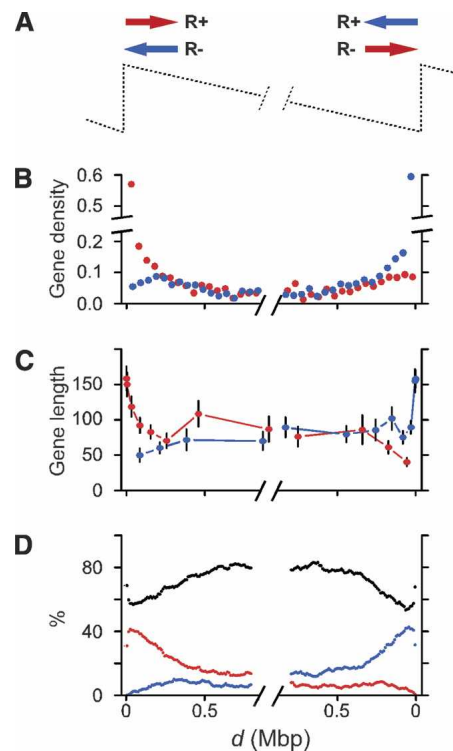 A
R+ R+
R- R-
B
Gene density
0.6
0.5
0.2
0.1
0.0
C
Gene length
150
100
50
0
D
%
80
40
0
0 0.5 0.5 0
d (Mbp)